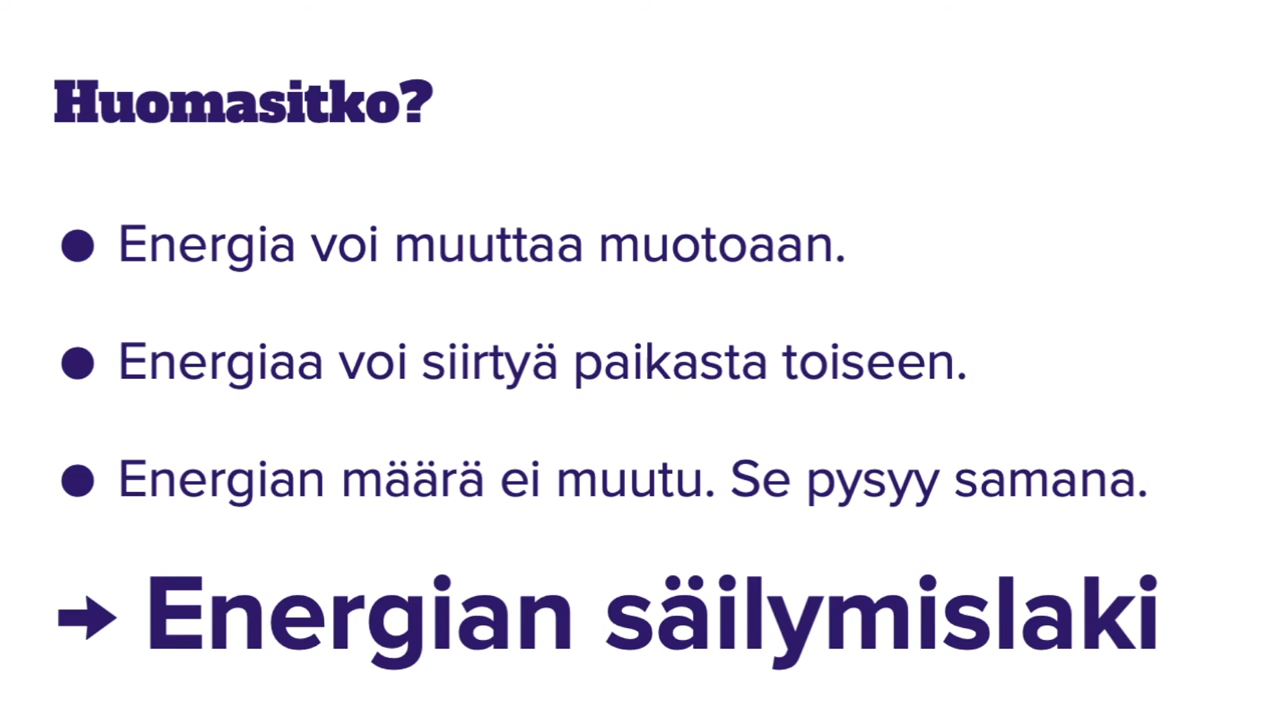 Huomasitko?
● Energia voi muuttaa muotoaan.
● Energiaa voi siirtyä paikasta toiseen.
● Energian määrä ei muutu. Se pysyy samana.
➡ Energian säilymislaki